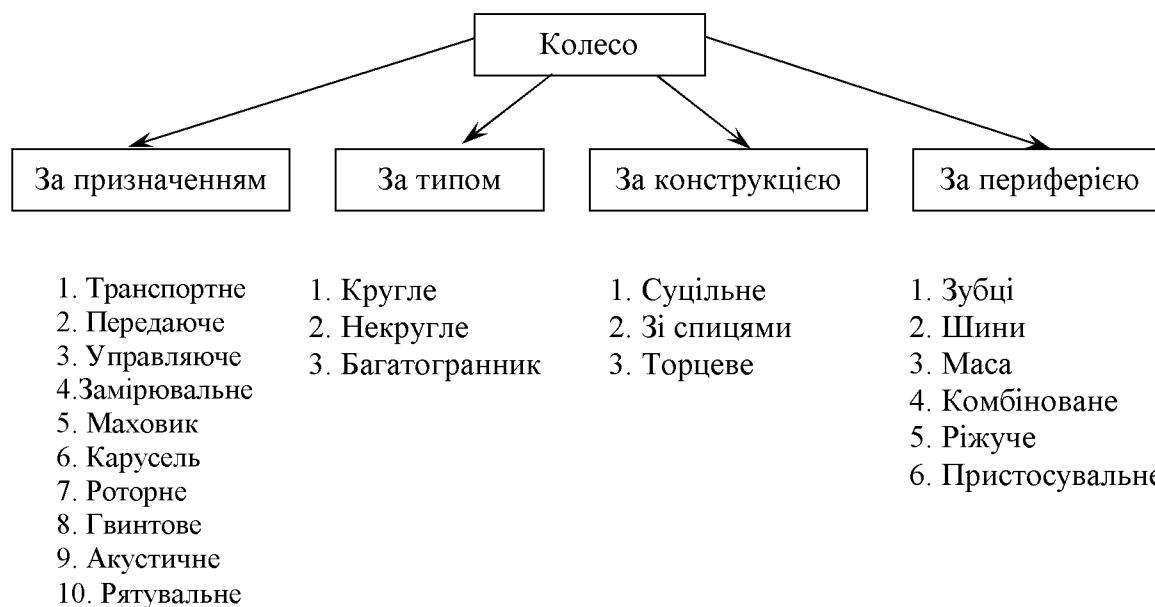 Колесо
За призначенням
За типом
За конструкцією
За периферією
1. Транспортне
2. Передаюче
3. Управляюче
4.Замірювальне
5. Маховик
6. Карусель
7. Роторне
8. Гвинтове
9. Акустичне
10. Рятувальне
1. Кругле
2. Некругле
3. Багатогранник
1. Суцільне
2. Зі спицями
3. Торцеве
1. Зубці
2. Шини
3. Маса
4. Комбіноване
5. Ріжуче
6. Пристосувальне